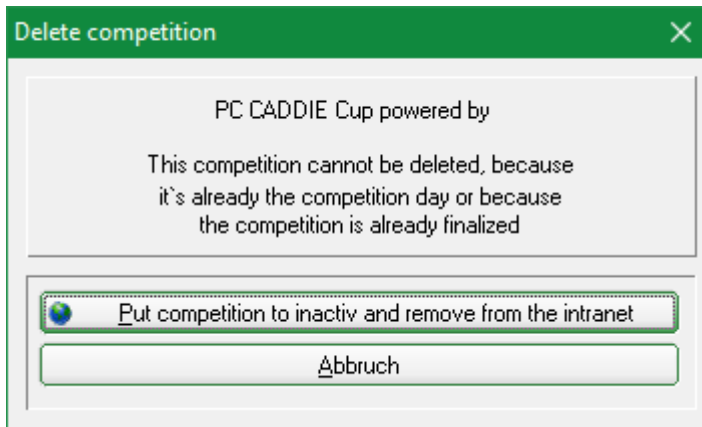 Delete competition
PC CADDIE Cup powered by
This competition cannot be deleted, because
it`s already the competition day or because
the competition is already finalized
Put competition to inactiv and remove from the intranet
Abbruch